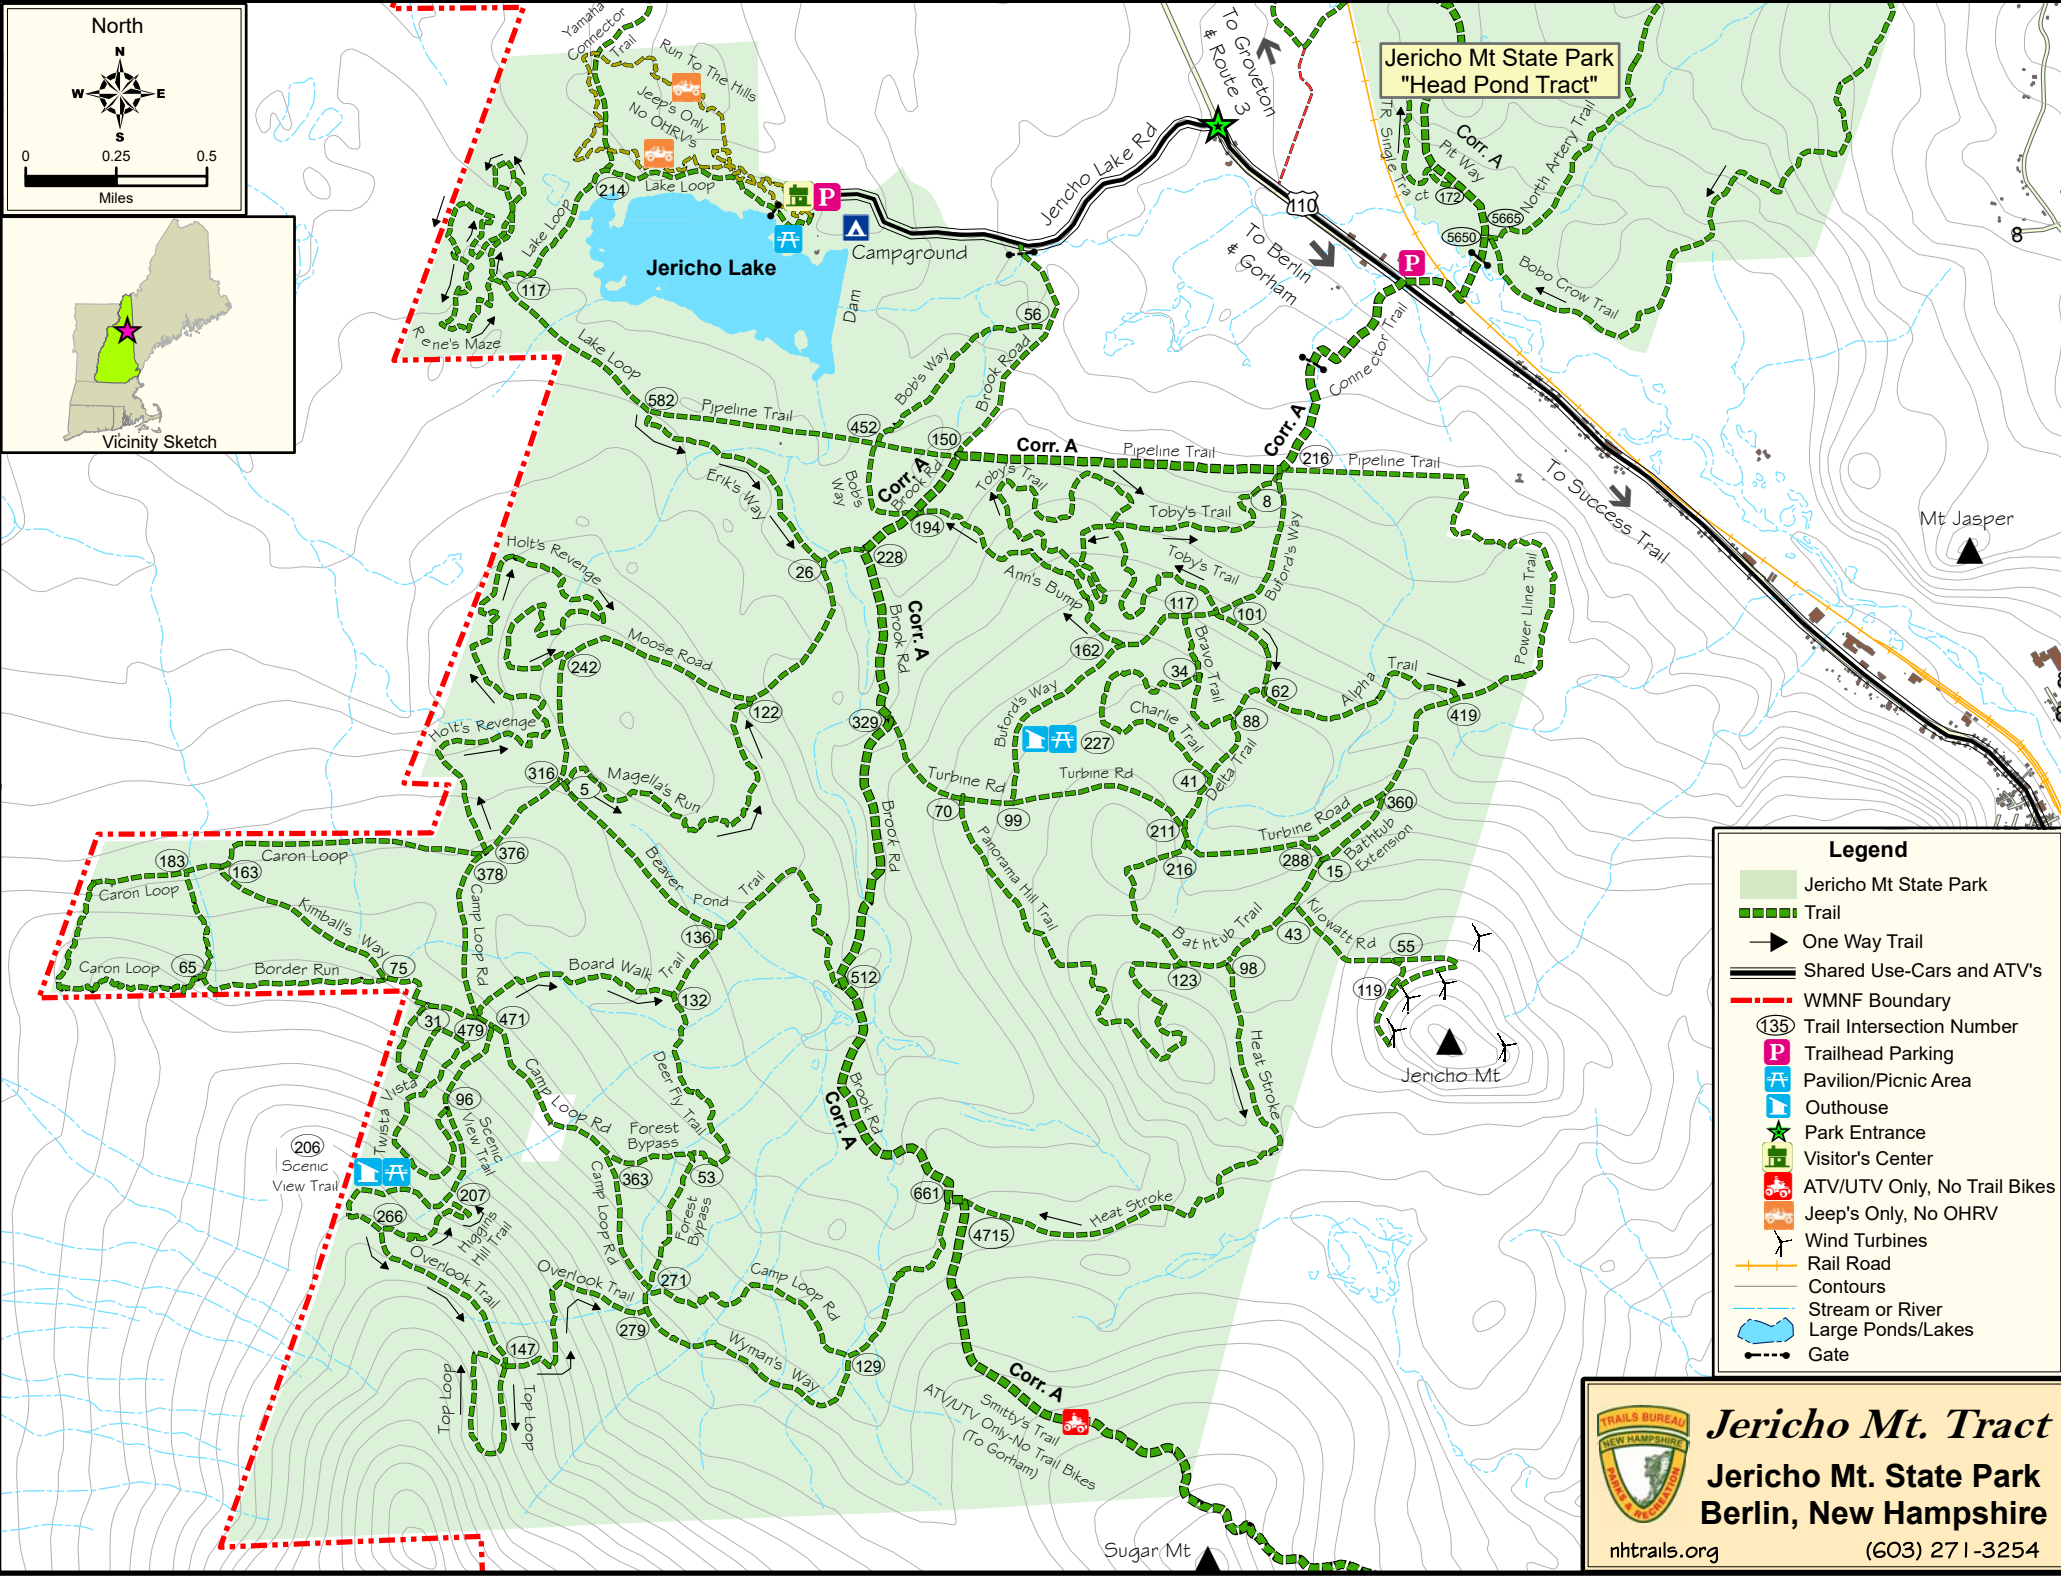 North
N
W
E
S
0
0.25
0.5
Miles
Vicinity Sketch
Yamaha
Connector
Trail
Run To The Hills
Jeep's Only
No OHRV's
214
Lake Loop
Lake Loop
P
Jericho Lake
Campground
Dam
Jericho Lake Rd
To Groveton
& Route 3
110
To Berlin
& Gorham
P
Jericho Mt State Park
"Head Pond Tract"
TR Single Tract
Corr. A
Pit Way
North Artery Trail
172
5665
5650
Bobo Crow Trail
8
117
Rene's Maze
Lake Loop
56
Bob's Way
Brook Road
Connector Trail
Corr. A
582
Pipeline Trail
452
150
Corr. A
Pipeline Trail
216
Pipeline Trail
To Success Trail
Mt Jasper
Erik's Way
Bob's
Way
Corr. A
Brook Rd
Toby's Trail
8
194
Toby's Trail
228
26
Toby's Trail
Buford's Way
Power Line Trail
Holt's Revenge
Ann's Bump
117
101
Corr. A
Brook Rd
Moose Road
242
162
Bravo Trail
34
62
Alpha
Trail
419
122
329
Buford's Way
Charlie Trail
88
227
Holt's Revenge
316
5
Magella's Run
Turbine Rd
Turbine Rd
41
Delta Trail
70
99
Brook Rd
Turbine Road
360
Bathtub
Extension
211
216
288
15
183
Caron Loop
163
376
378
Caron Loop
Kimball's Way
Camp Loop Rd
Beaver
Pond
Trail
Panorama Hill Trail
136
Bathtub Trail
43
Kilowatt Rd
55
Caron Loop
65
Border Run
75
Board Walk
Trail
132
512
123
98
119
31
479
471
Jericho Mt
Twista Vista
96
Scenic
View Trail
Camp Loop Rd
Deer Fly Trail
Brook Rd
Corr. A
Heat Stroke
206
Scenic
View Trail
Forest
Bypass
363
53
207
266
Higgins
Hill Trail
Camp Loop Rd
Forest
Bypass
661
4715
Heat Stroke
Overlook Trail
Overlook Trail
271
Camp Loop Rd
279
147
Wyman's Way
129
Top Loop
Top Loop
Corr. A
Smitty's Trail
ATV/UTV Only-No Trail Bikes
(To Gorham)
Sugar Mt
Legend
Jericho Mt State Park
Trail
One Way Trail
Shared Use-Cars and ATV's
WMNF Boundary
135
Trail Intersection Number
P
Trailhead Parking
Pavilion/Picnic Area
Outhouse
Park Entrance
Visitor's Center
ATV/UTV Only, No Trail Bikes
Jeep's Only, No OHRV
Wind Turbines
Rail Road
Contours
Stream or River
Large Ponds/Lakes
Gate
TRAILS BUREAU
NEW HAMPSHIRE
PARKS & RECREATION
Jericho Mt. Tract
Jericho Mt. State Park
Berlin, New Hampshire
nhtrails.org
(603) 271-3254